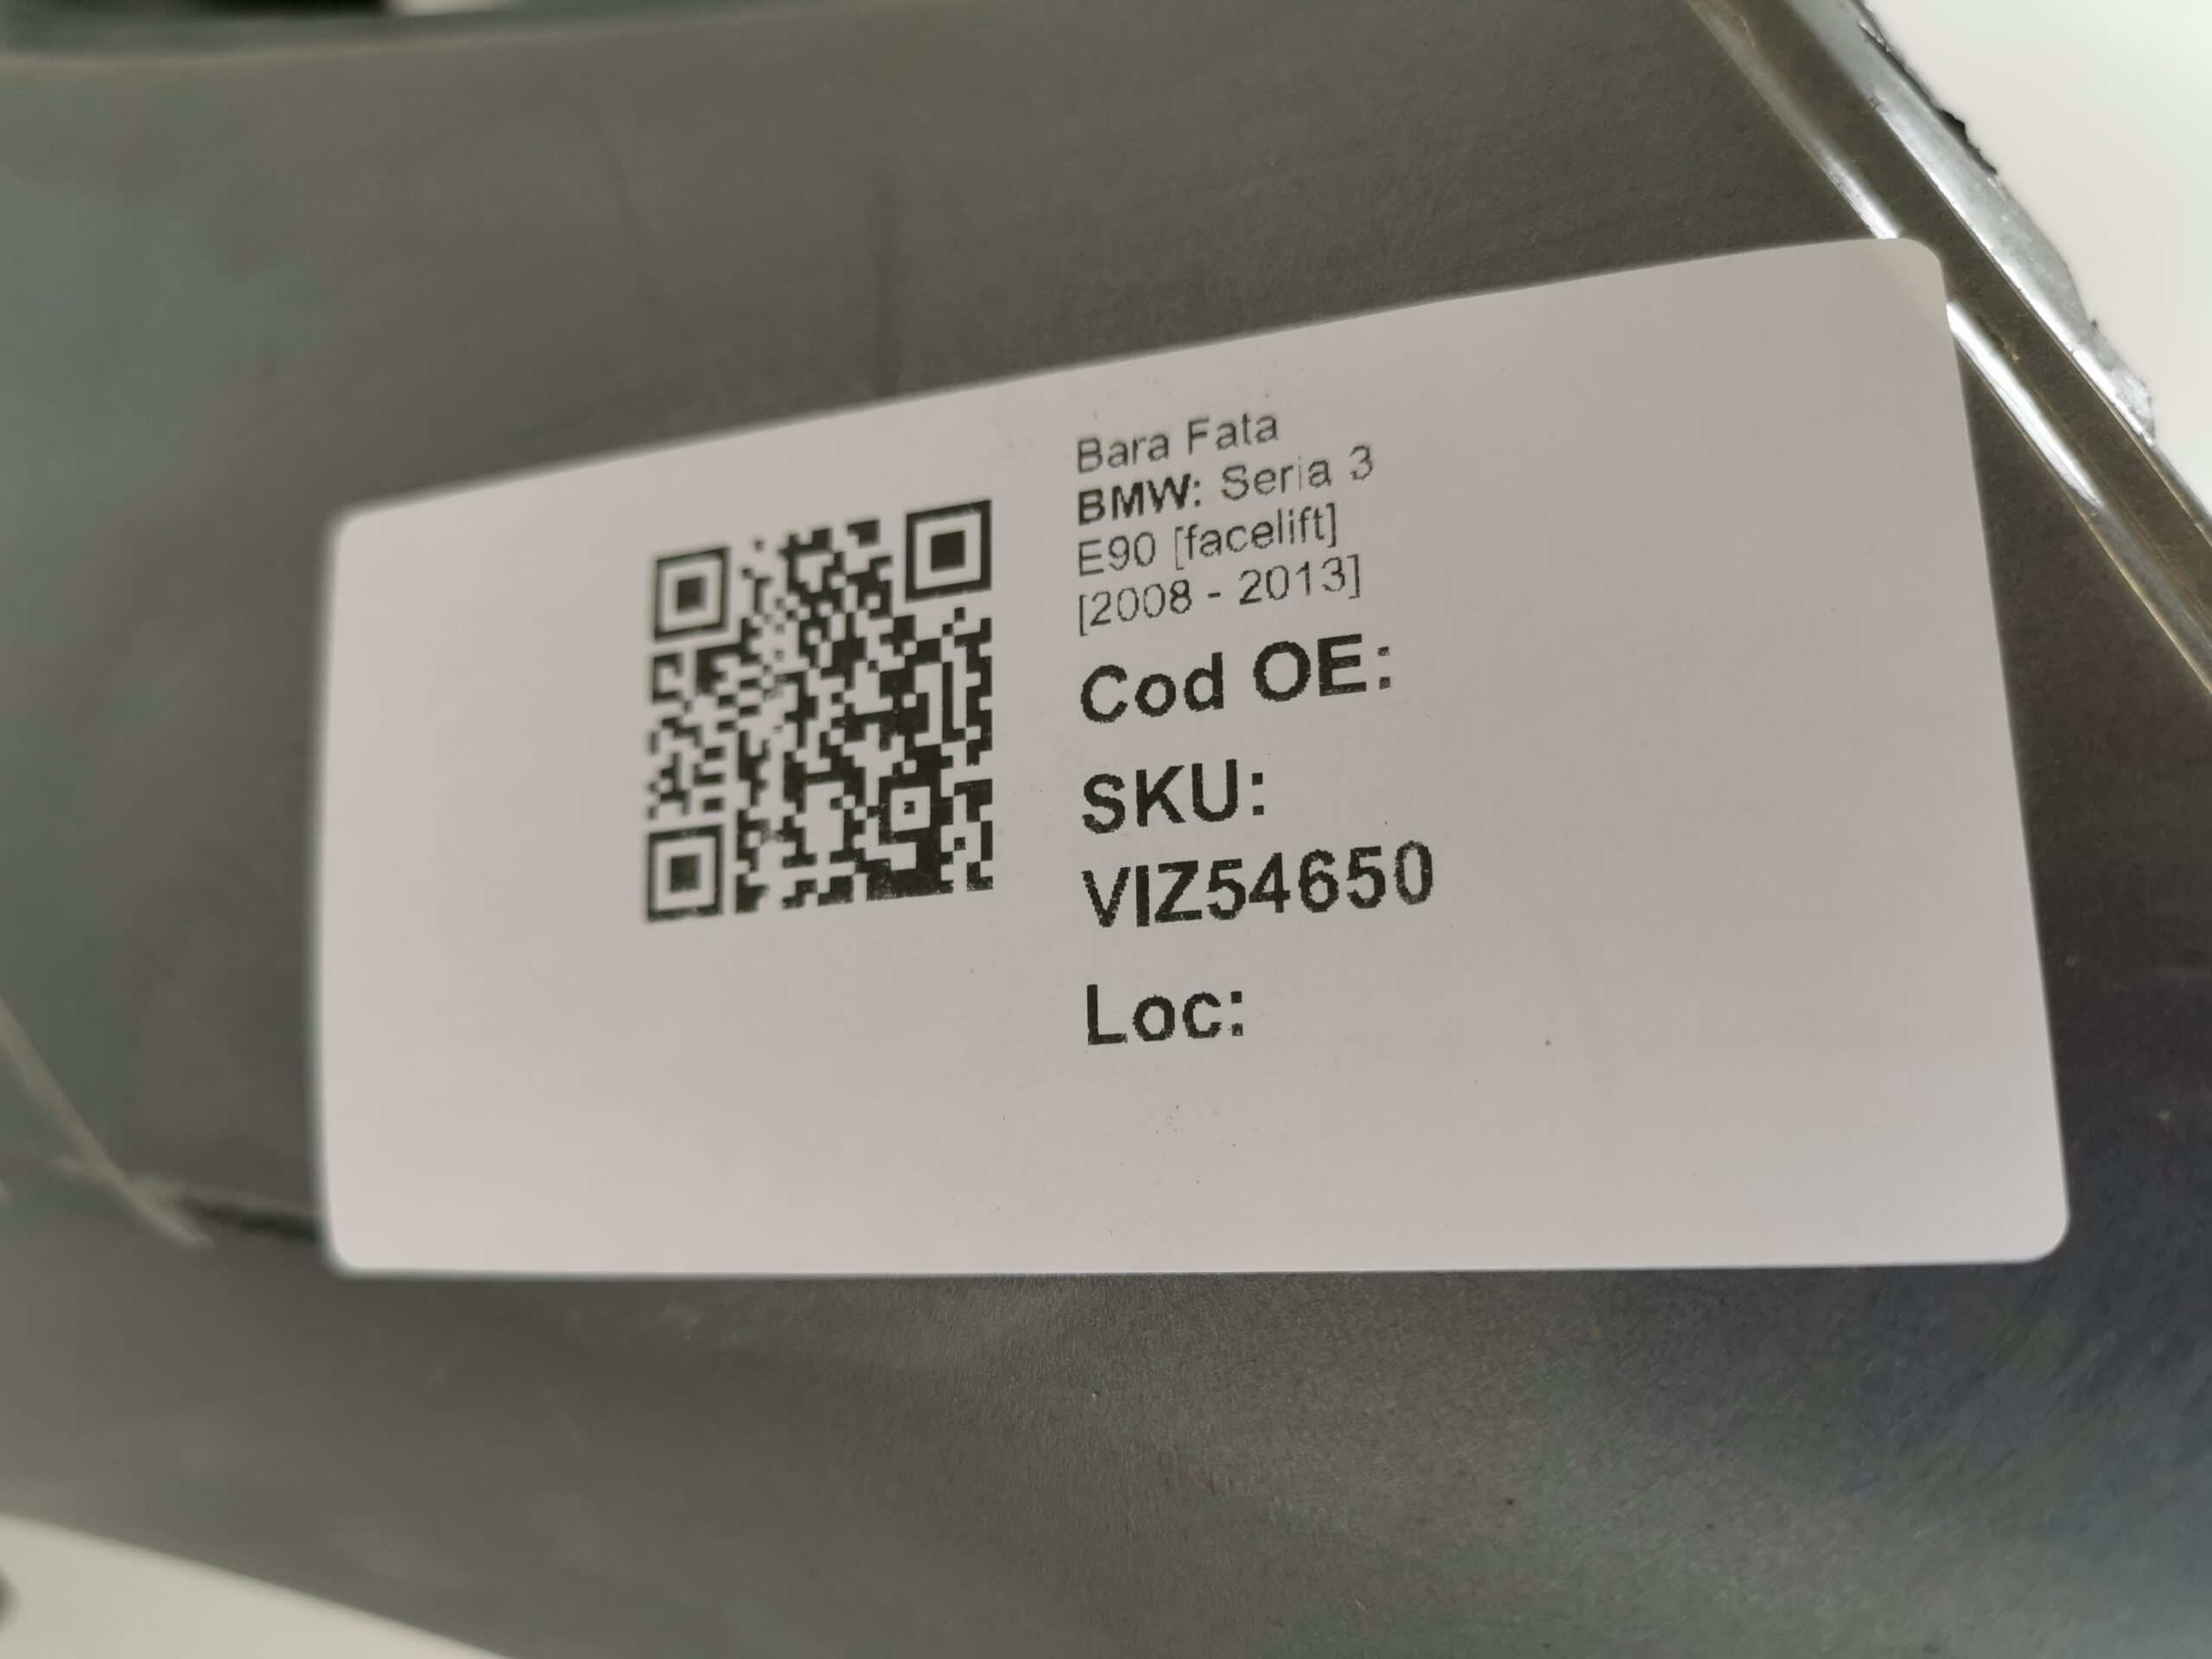 Bara Fata
BMW: Seria 3
E90 [facelift]
[2008 - 2013]
Cod OE:
SKU:
VIZ54650
Loc: